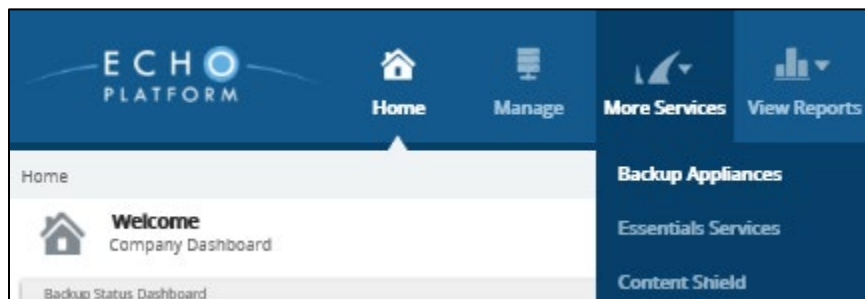 ECHO
PLATFORM
Home
Manage
More Services
View Reports
Home
Welcome
Company Dashboard
Backup Status Dashboard
Backup Appliances
Essentials Services
Content Shield